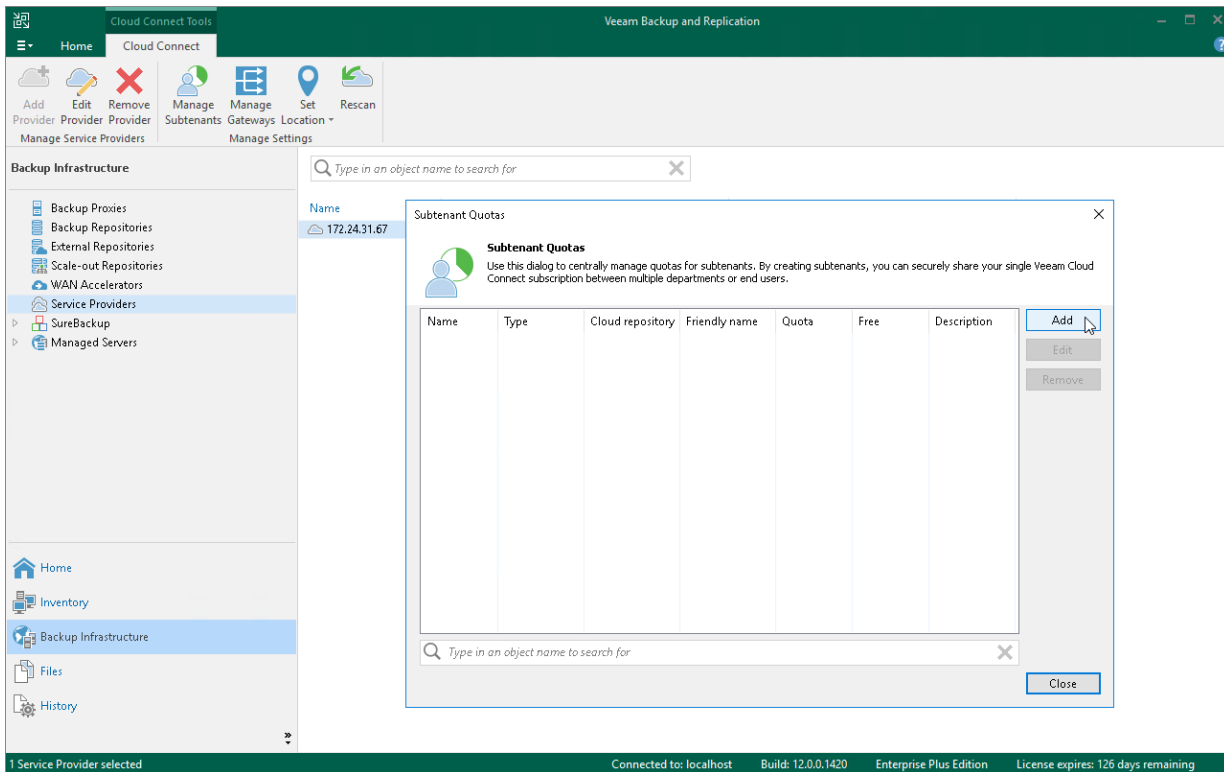 Cloud Connect Tools
Veeam Backup and Replication
Home
Cloud Connect
Add Provider
Edit Provider
Remove Provider
Manage Subtenants
Manage Gateways
Set Location
Rescan
Manage Service Providers
Manage Settings
Backup Infrastructure
Backup Proxies
Backup Repositories
External Repositories
Scale-out Repositories
WAN Accelerators
Service Providers
SureBackup
Managed Servers
Home
Inventory
Backup Infrastructure
Files
History
Type in an object name to search for
Name
172.24.31.67
Subtenant Quotas
Subtenant Quotas
Use this dialog to centrally manage quotas for subtenants. By creating subtenants, you can securely share your single Veeam Cloud
Connect subscription between multiple departments or end users.
Name Type Cloud repository Friendly name Quota Free Description
Add
Edit
Remove
Type in an object name to search for
Close
1 Service Provider selected
Connected to: localhost
Build: 12.0.0.1420
Enterprise Plus Edition
License expires: 126 days remaining